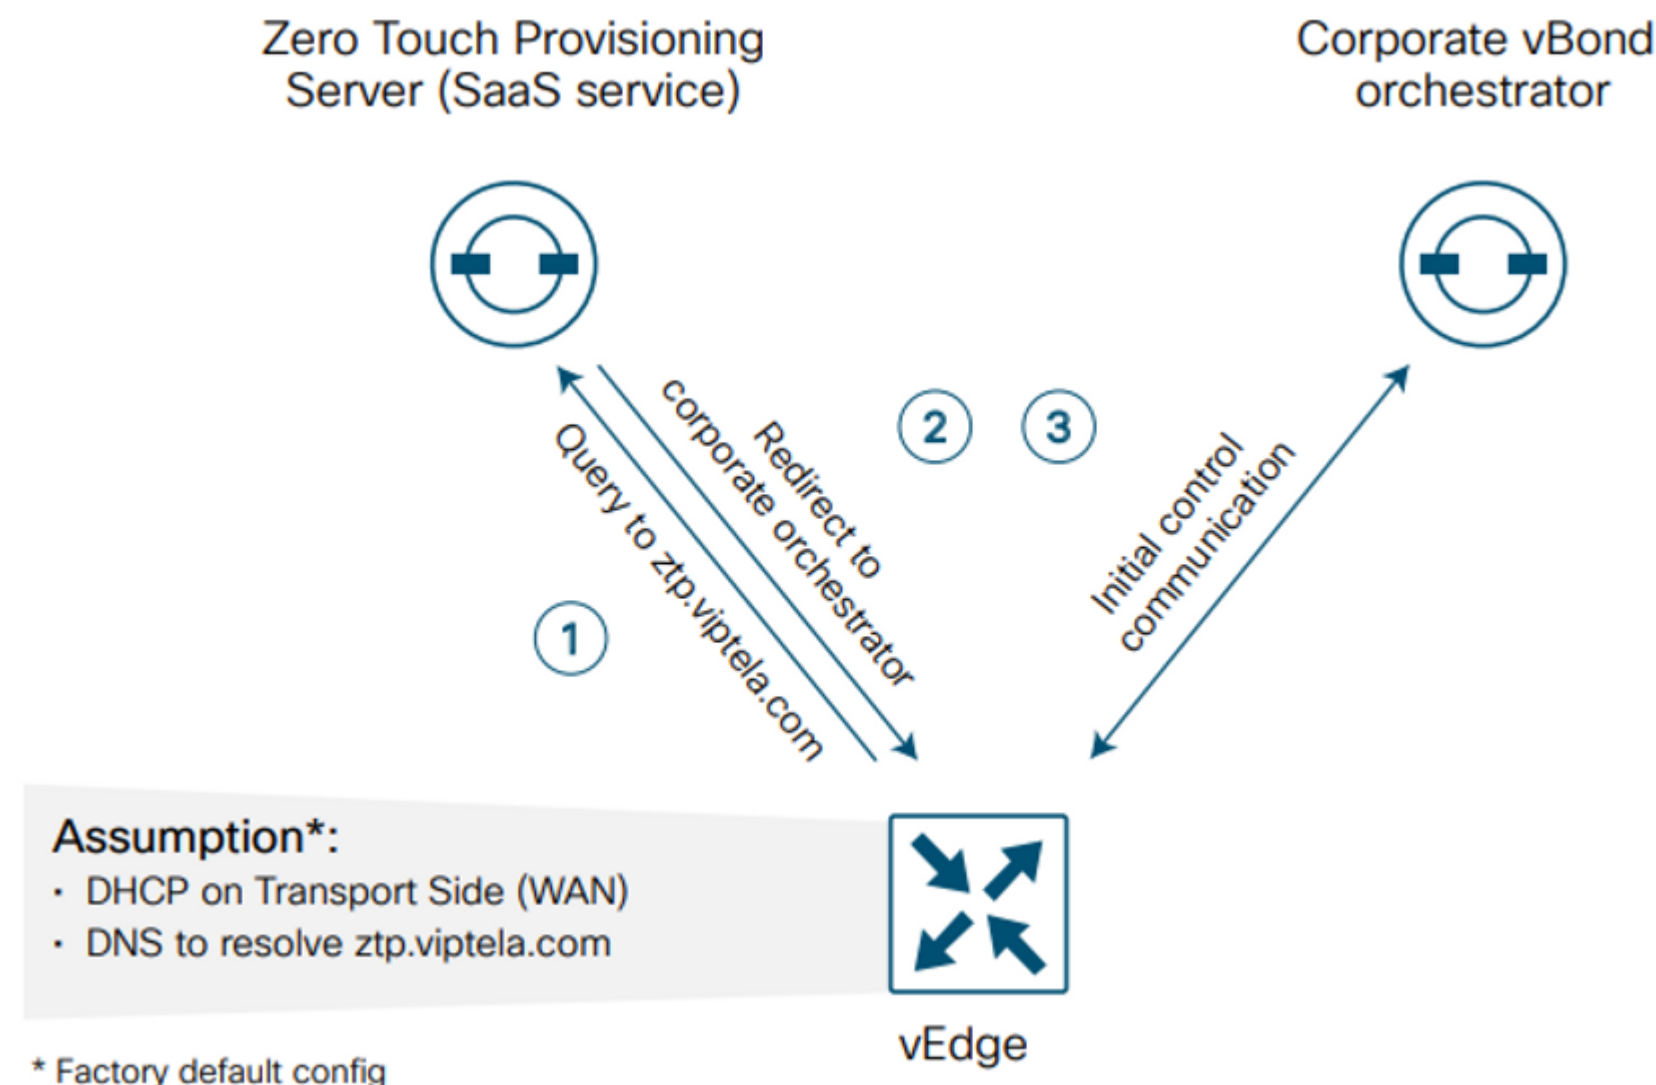 Zero Touch Provisioning
Server (SaaS service)
Corporate vBond
orchestrator
1
Query to ztp.viptela.com
2
Redirect to
corporate orchestrator
3
Initial control
communication
Assumption*:
· DHCP on Transport Side (WAN)
· DNS to resolve ztp.viptela.com
vEdge
* Factory default config